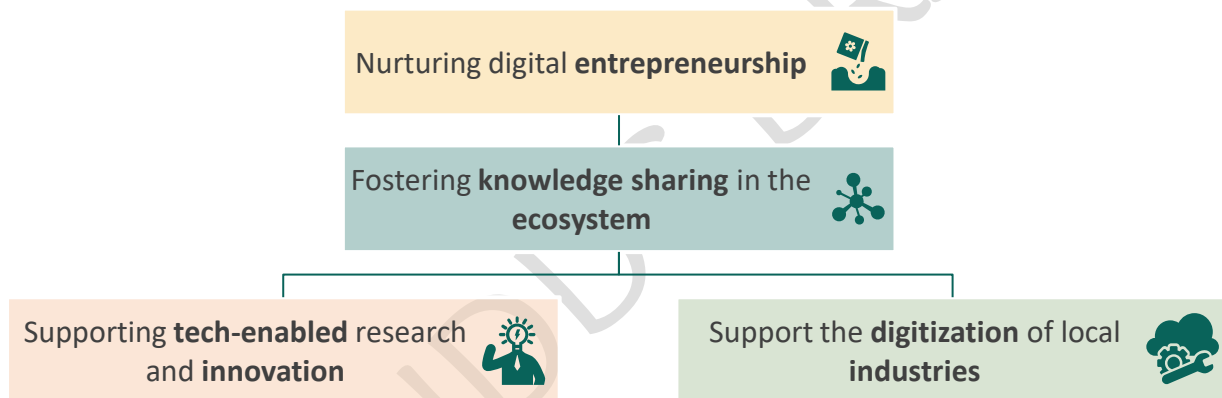 Nurturing digital entrepreneurship
Fostering knowledge sharing in the
ecosystem
Supporting tech-enabled research
and innovation
Support the digitization of local
industries